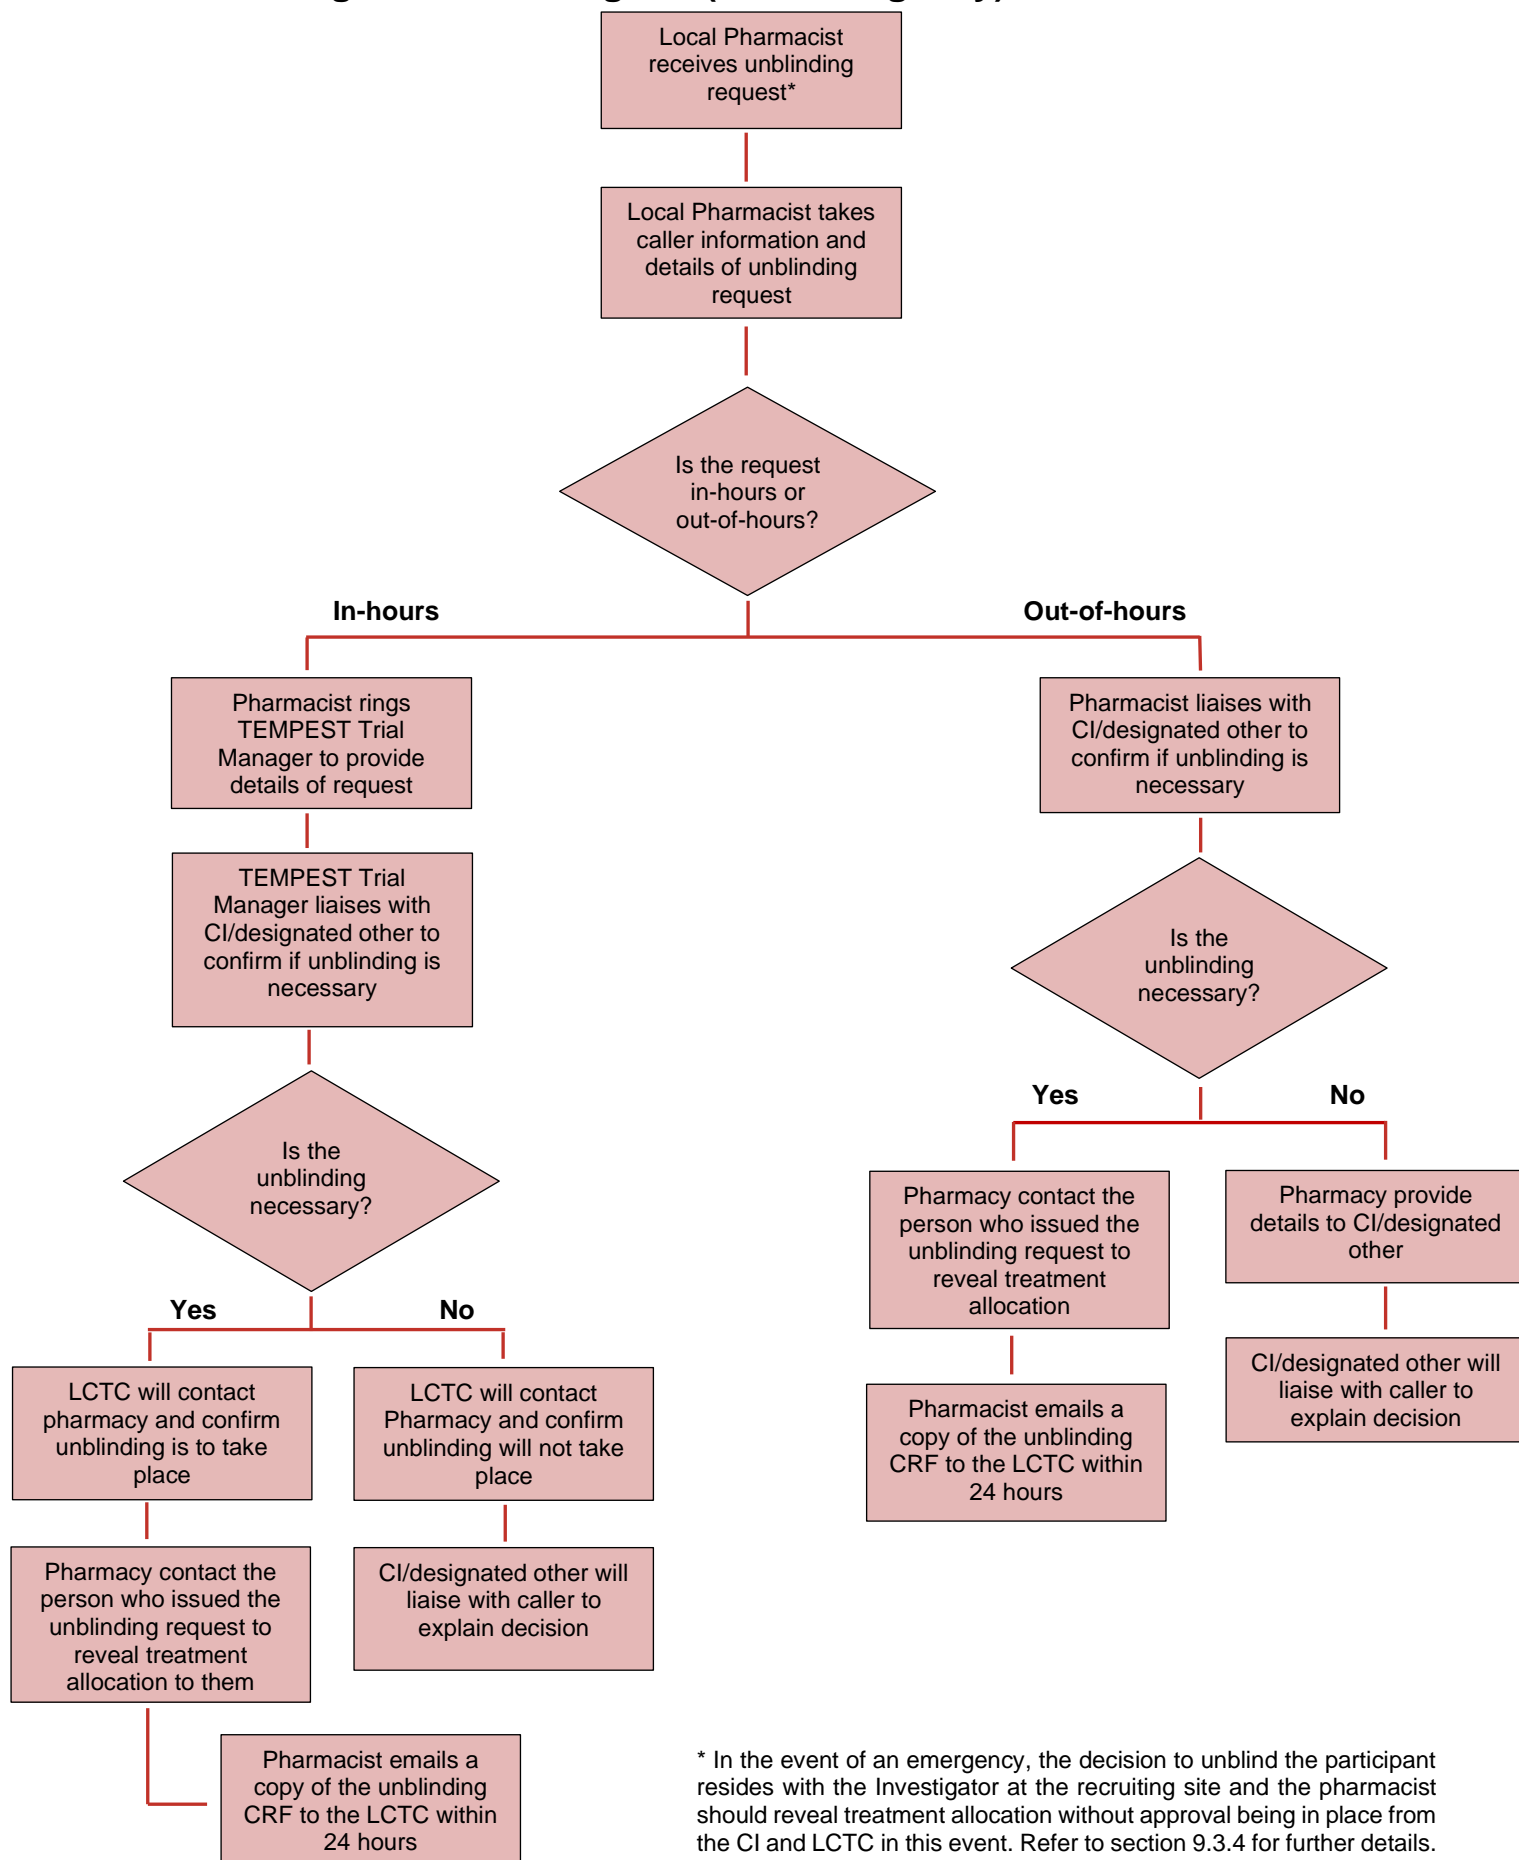 Local Pharmacist
receives unblinding
request*
Local Pharmacist takes
caller information and
details of unblinding
request
Is the request
in-hours or
out-of-hours?
In-hours
Out-of-hours
Pharmacist rings
TEMPEST Trial
Manager to provide
details of request
Pharmacist liaises with
CI/designated other to
confirm if unblinding is
necessary
TEMPEST Trial
Manager liaises with
CI/designated other to
confirm if unblinding is
necessary
Is the
unblinding
necessary?
Yes
No
Is the
unblinding
necessary?
Yes
No
Pharmacy contact the
person who issued the
unblinding request to
reveal treatment
allocation
Pharmacy provide
details to CI/designated
other
CI/designated other will
liaise with caller to
explain decision
Pharmacist emails a
copy of the unblinding
CRF to the LCTC within
24 hours
LCTC will contact
pharmacy and confirm
unblinding is to take
place
LCTC will contact
Pharmacy and confirm
unblinding will not take
place
Pharmacy contact the
person who issued the
unblinding request to
reveal treatment
allocation to them
CI/designated other will
liaise with caller to
explain decision
Pharmacist emails a
copy of the unblinding
CRF to the LCTC within
24 hours
* In the event of an emergency, the decision to unblind the participant
resides with the Investigator at the recruiting site and the pharmacist
should reveal treatment allocation without approval being in place from
the CI and LCTC in this event. Refer to section 9.3.4 for further details.